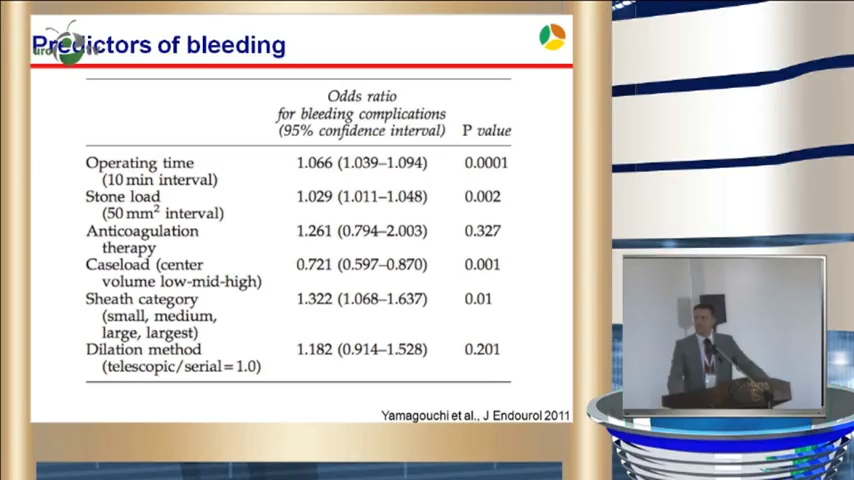 Predictors of bleeding
Odds ratio
for bleeding complications
(95% confidence interval) P value
Operating time 1.066 (1.039–1.094) 0.0001
(10 min interval)
Stone load 1.029 (1.011–1.048) 0.002
(50 mm² interval)
Anticoagulation 1.261 (0.794–2.003) 0.327
therapy
Caseload (center 0.721 (0.597–0.870) 0.001
volume low-mid-high)
Sheath category 1.322 (1.068–1.637) 0.01
(small, medium,
large, largest)
Dilation method 1.182 (0.914–1.528) 0.201
(telescopic/serial=1.0)
Yamagouchi et al., J Endourol 2011